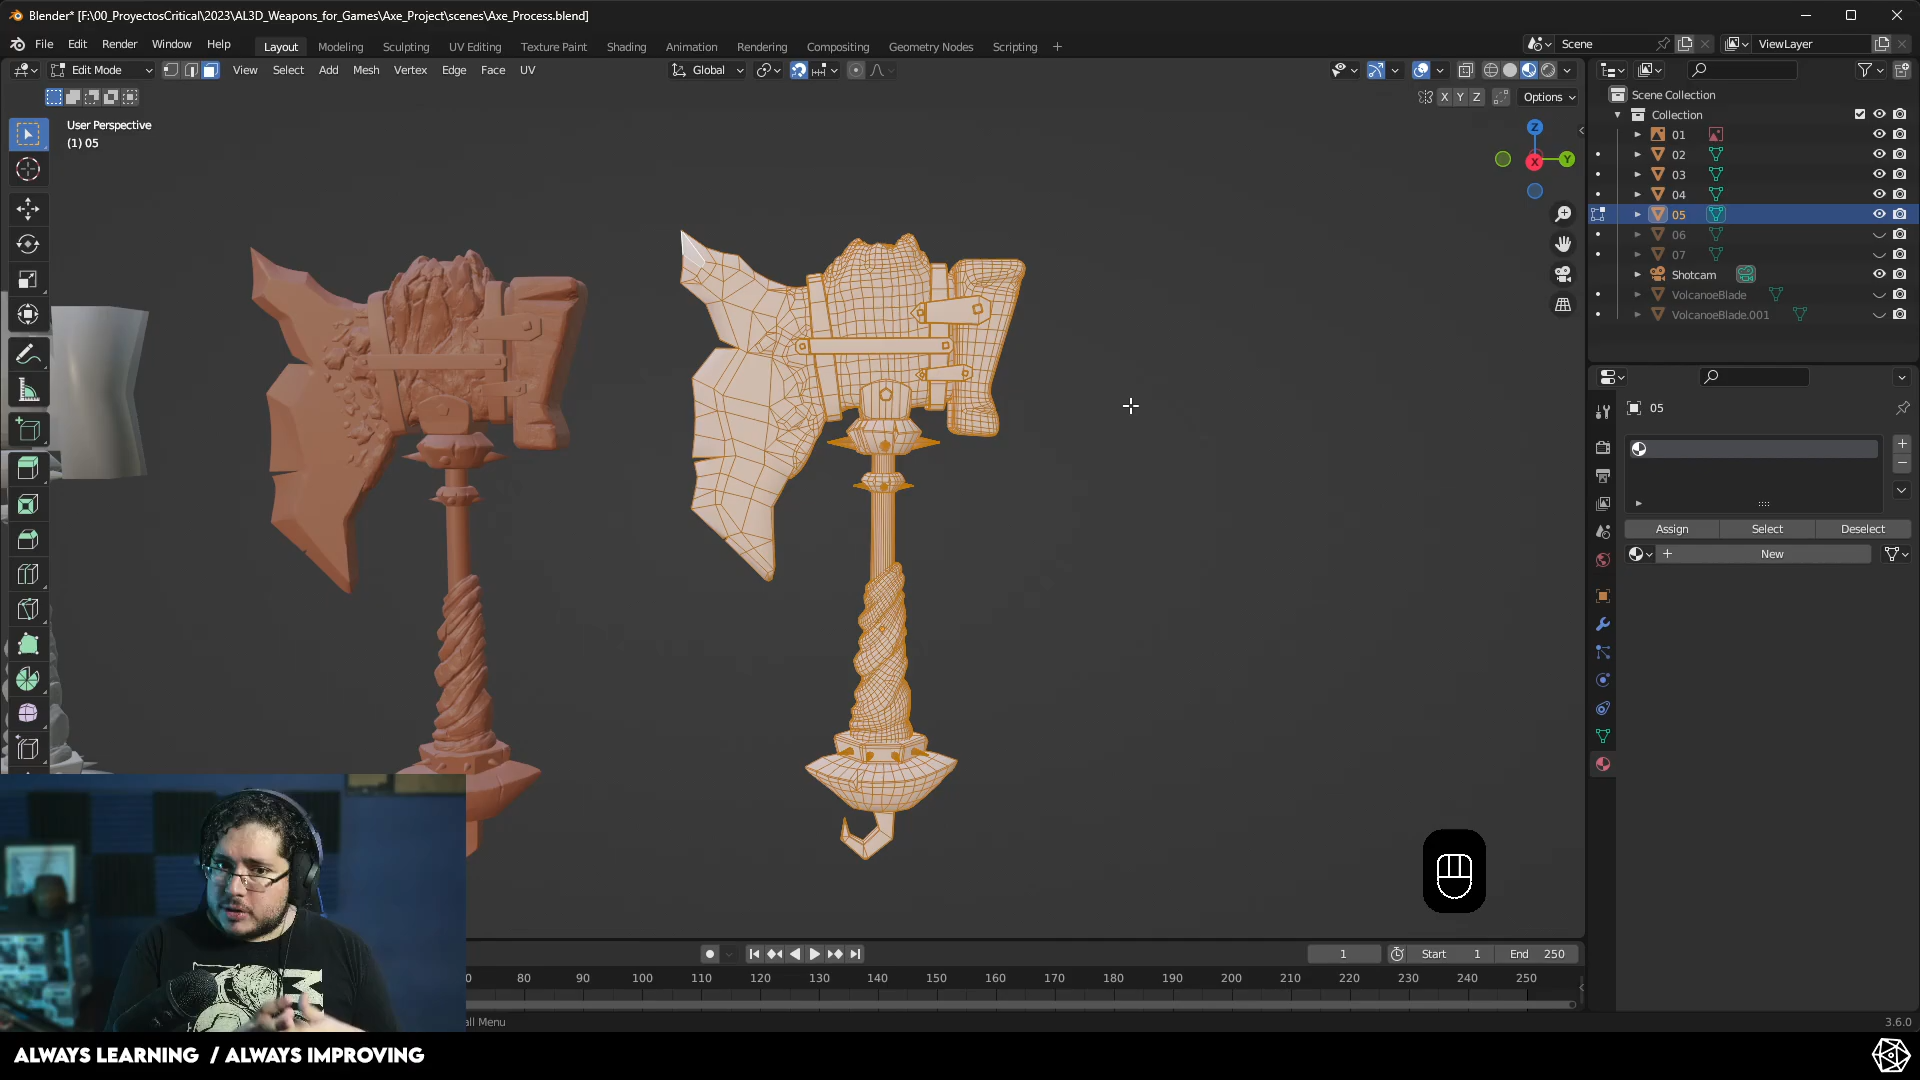 Blender* [F:\00_ProyectosCritical\2023\AL3D_Weapons_for_Games\Axe_Project\scenes\Axe_Process.blend]
File Edit Render Window Help Layout Modeling Sculpting UV Editing Texture Paint Shading Animation Rendering Compositing Geometry Nodes Scripting + Scene ViewLayer
Edit Mode View Select Add Mesh Vertex Edge Face UV Global
X Y Z Options
User Perspective
(1) 05
Z
Y
X
Scene Collection
Collection
01
02
03
04
05
06
07
Shotcam
VolcanoeBlade
VolcanoeBlade.001
05
Assign Select Deselect
New
1 Start 1 End 250
80 90 100 110 120 130 140 150 160 170 180 190 200 210 220 230 240 250
all Menu
3.6.0
ALWAYS LEARNING / ALWAYS IMPROVING